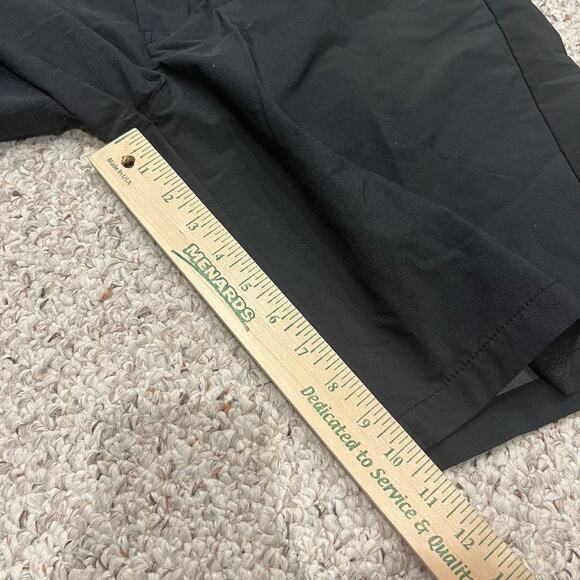 Made in USA
1 2 3 4 5 6 7 8 9 10 11 12
MENARDS
Dedicated to Service &